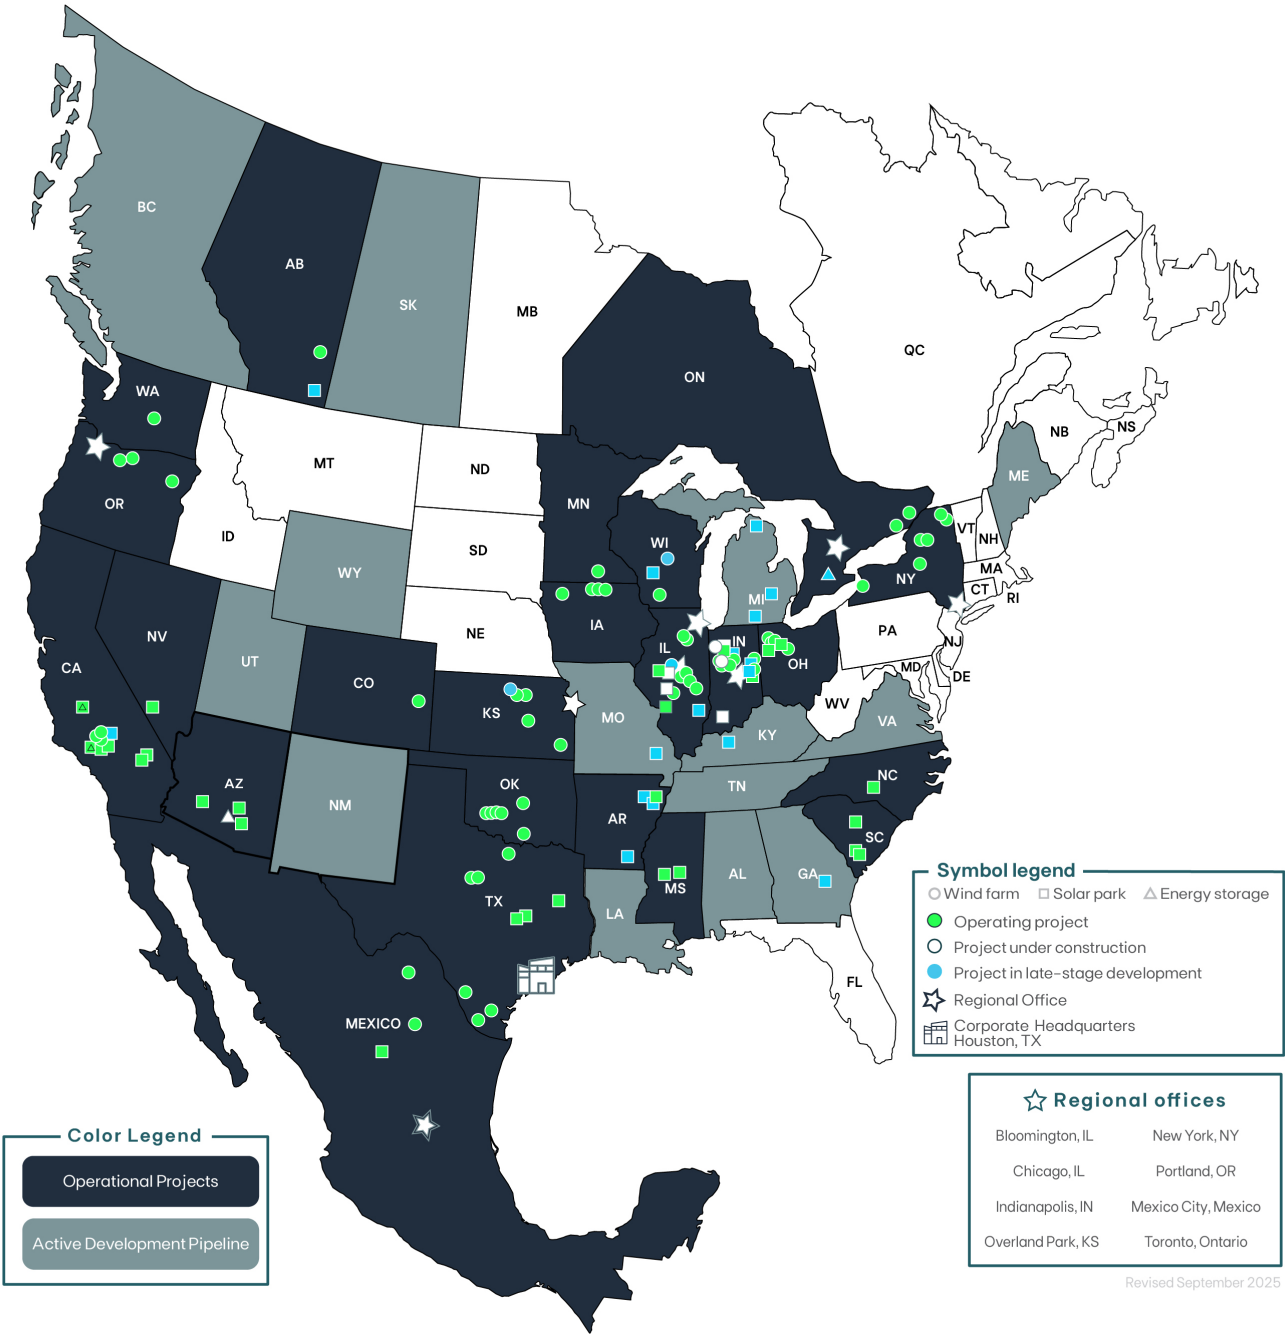 BC
AB
SK
MB
ON
QC
NB
NS
WA
OR
MT
ND
MN
ID
WY
SD
WI
MI
NY
VT
NH
ME
MA
CT
RI
NE
IA
NV
CA
UT
CO
KS
MO
IL
IN
OH
PA
NJ
MD
DE
WV
VA
KY
AZ
NM
OK
AR
TN
NC
SC
TX
LA
MS
AL
GA
FL
MEXICO
Symbol legend
Wind farm
Solar park
Energy storage
Operating project
Project under construction
Project in late-stage development
Regional Office
Corporate Headquarters
Houston, TX
Regional offices
Bloomington, IL
New York, NY
Chicago, IL
Portland, OR
Indianapolis, IN
Mexico City, Mexico
Overland Park, KS
Toronto, Ontario
Color Legend
Operational Projects
Active Development Pipeline
Revised September 2025